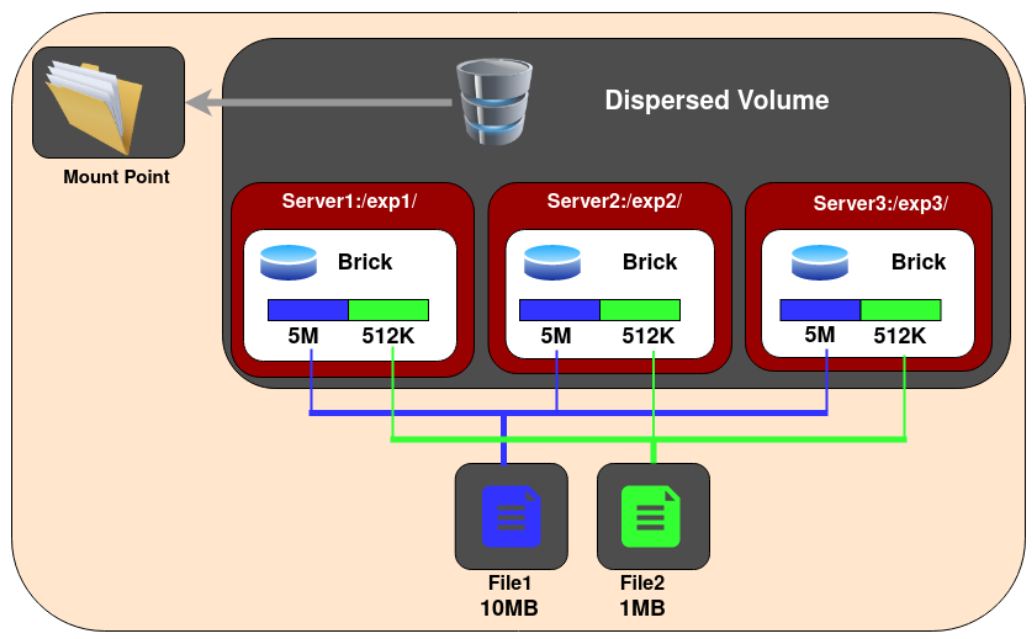 Dispersed Volume
Mount Point
Server1:/exp1/
Server2:/exp2/
Server3:/exp3/
Brick
Brick
Brick
5M
512K
5M
512K
5M
512K
File1
10MB
File2
1MB